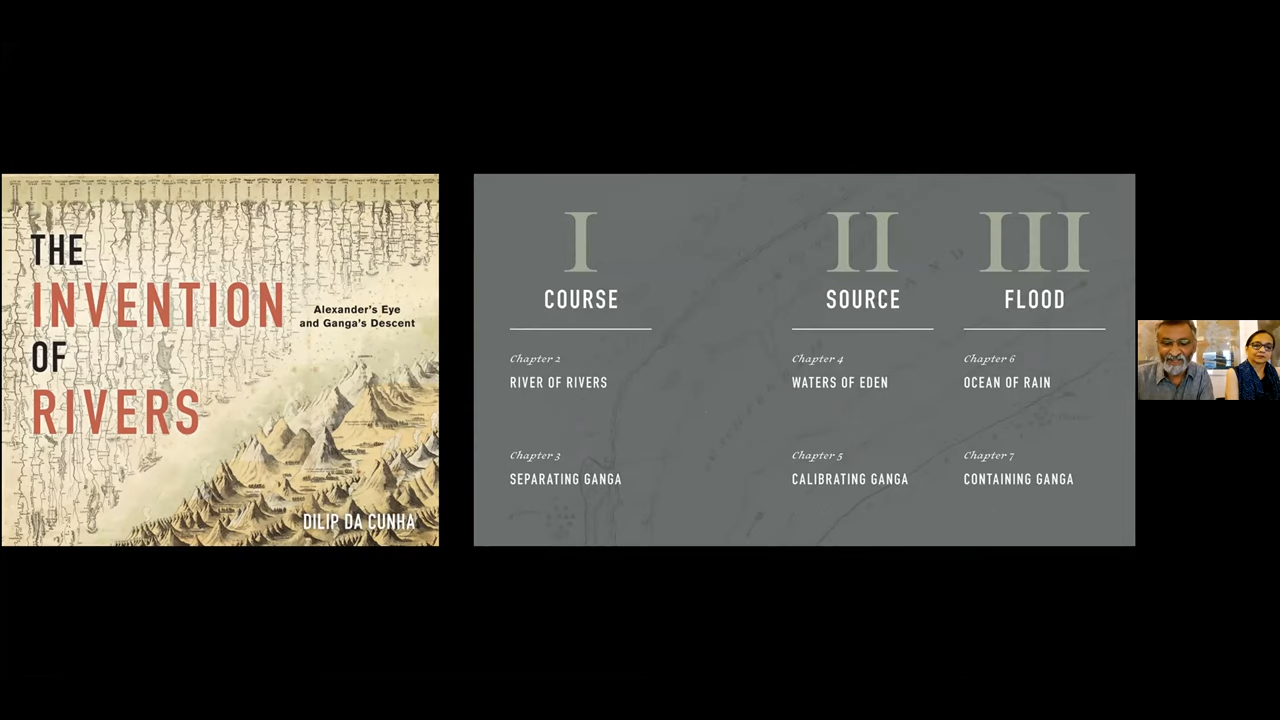 THE
INVENTION
OF
RIVERS
Alexander's Eye
and Ganga's Descent
DILIP DA CUNHA
I
COURSE
Chapter 2
RIVER OF RIVERS
Chapter 3
SEPARATING GANGA
II
SOURCE
Chapter 4
WATERS OF EDEN
Chapter 5
CALIBRATING GANGA
III
FLOOD
Chapter 6
OCEAN OF RAIN
Chapter 7
CONTAINING GANGA